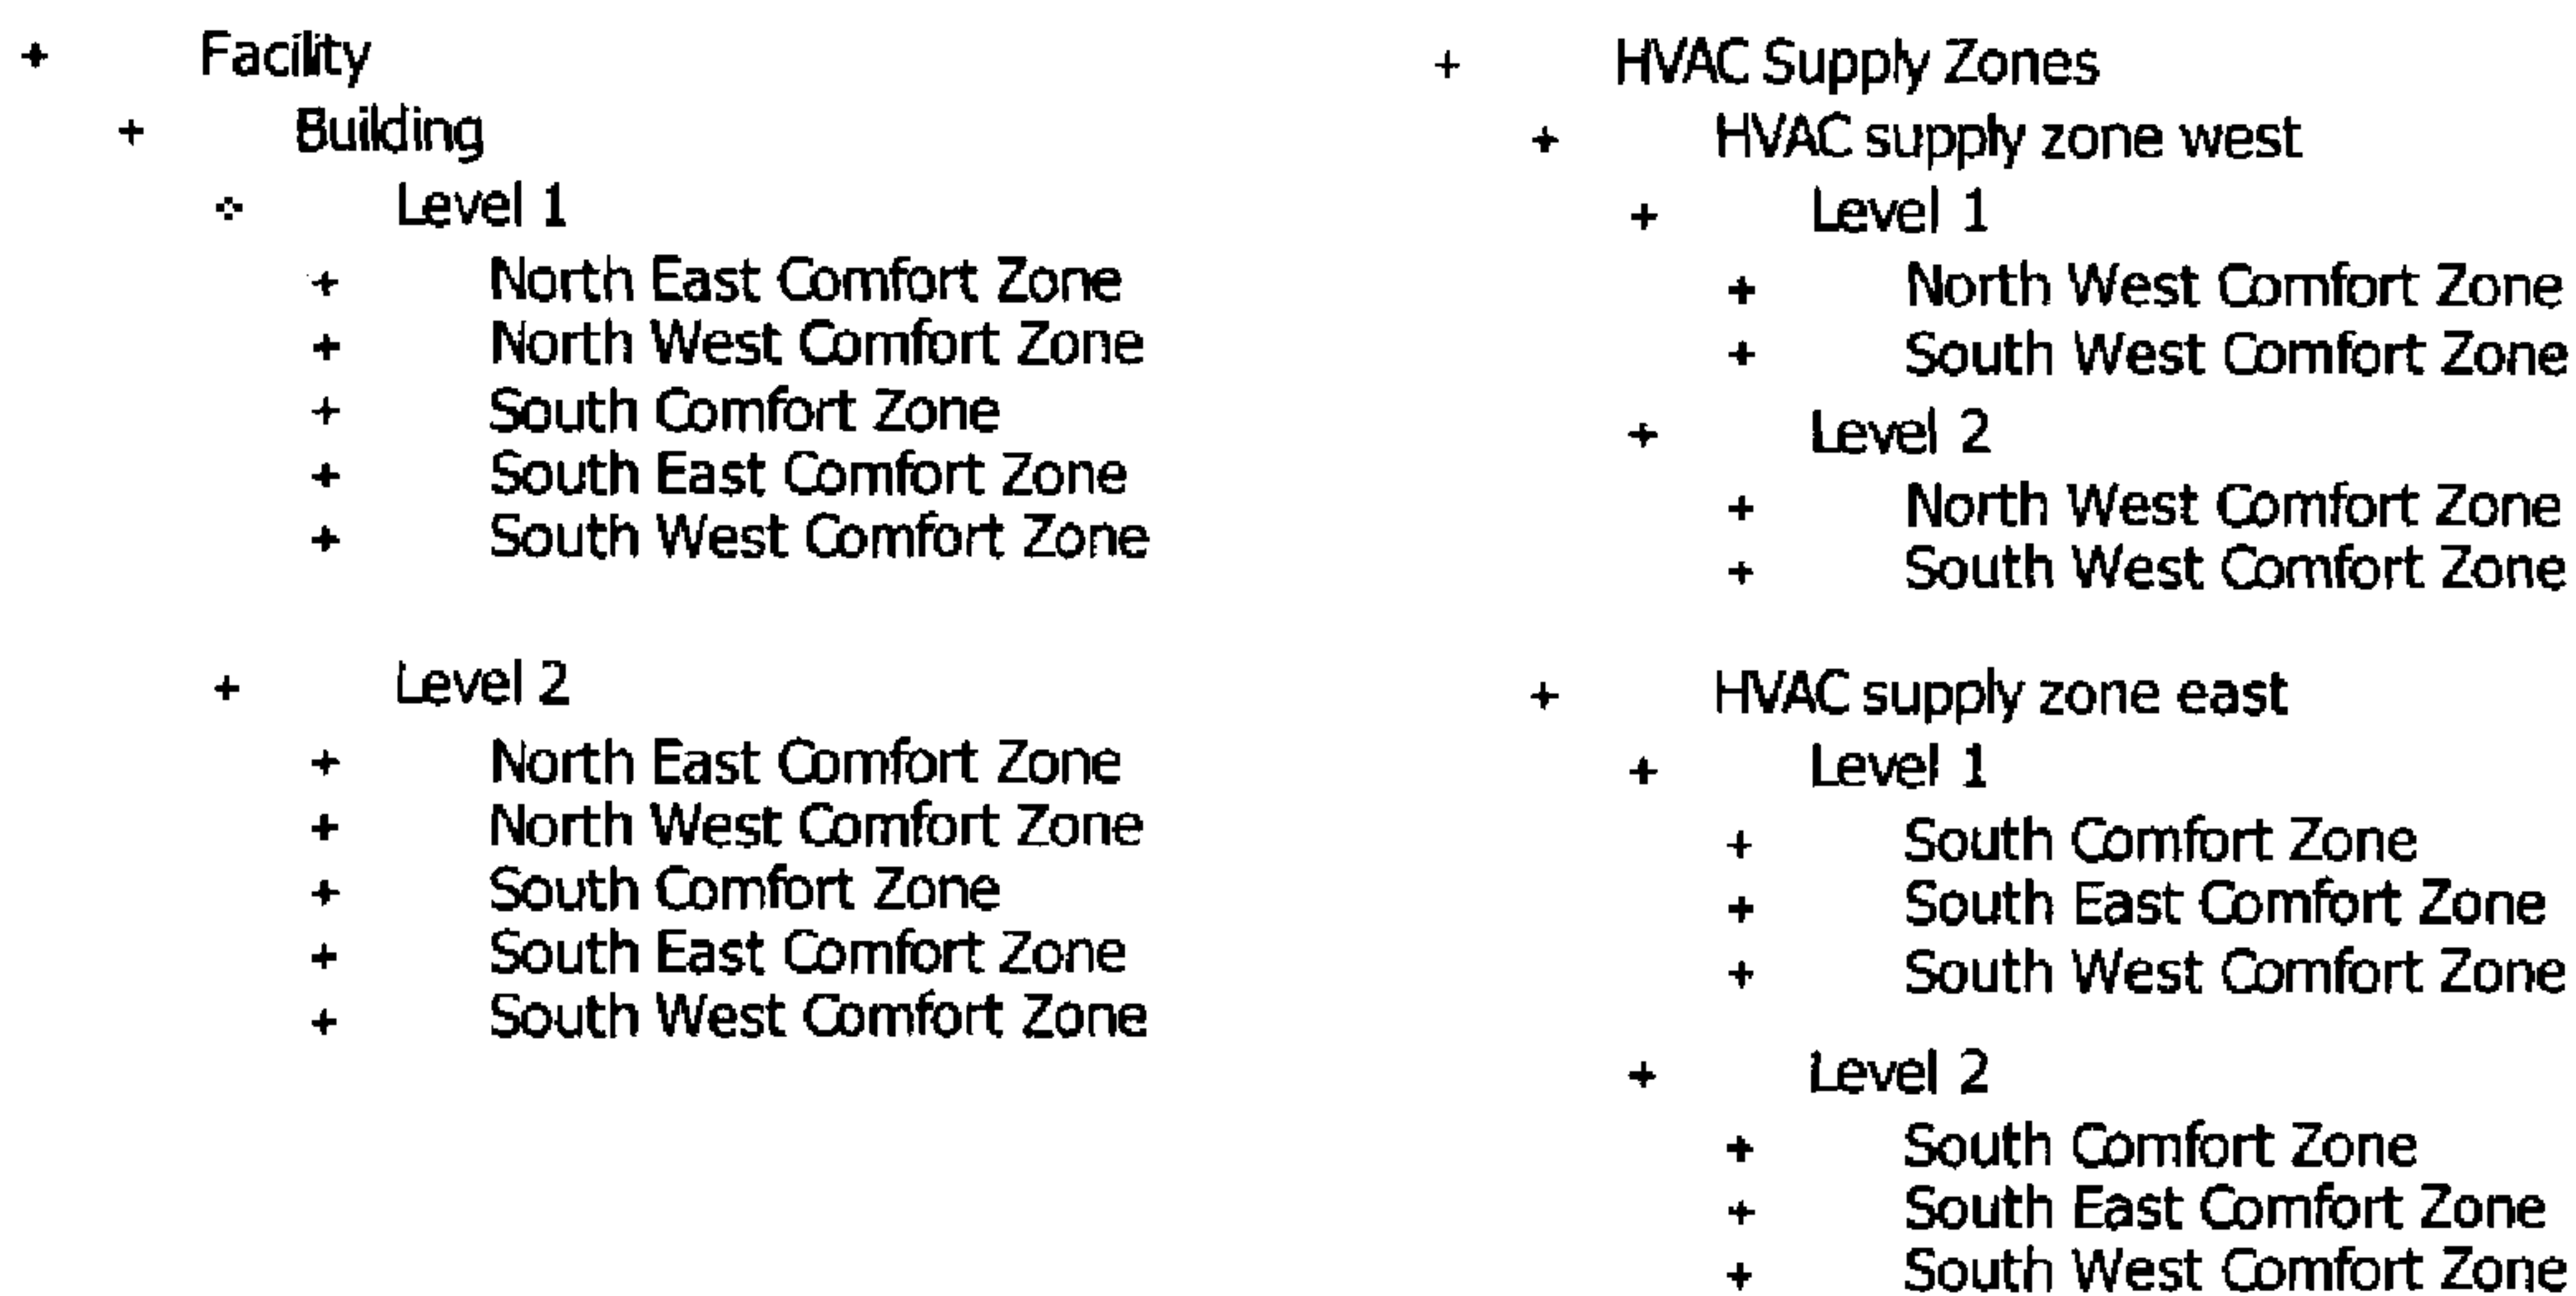 + Facility
+ Building
+ Level 1
+ North East Comfort Zone
+ North West Comfort Zone
+ South Comfort Zone
+ South East Comfort Zone
+ South West Comfort Zone
+ Level 2
+ North East Comfort Zone
+ North West Comfort Zone
+ South Comfort Zone
+ South East Comfort Zone
+ South West Comfort Zone
+ HVAC Supply Zones
+ HVAC supply zone west
+ Level 1
+ North West Comfort Zone
+ South West Comfort Zone
+ Level 2
+ North West Comfort Zone
+ South West Comfort Zone
+ HVAC supply zone east
+ Level 1
+ South Comfort Zone
+ South East Comfort Zone
+ South West Comfort Zone
+ Level 2
+ South Comfort Zone
+ South East Comfort Zone
+ South West Comfort Zone